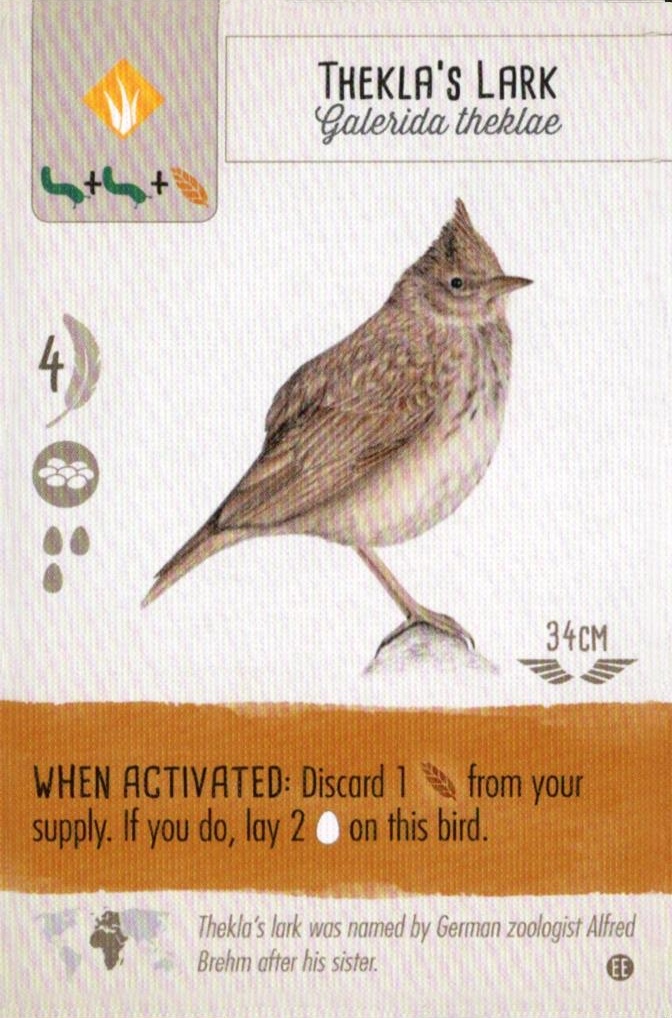 THEKLA'S LARK
Galerida theklae
+ +
4
34CM
WHEN ACTIVATED: Discard 1 from your
supply. If you do, lay 2 on this bird.
Thekla's lark was named by German zoologist Alfred
Brehm after his sister.
EE